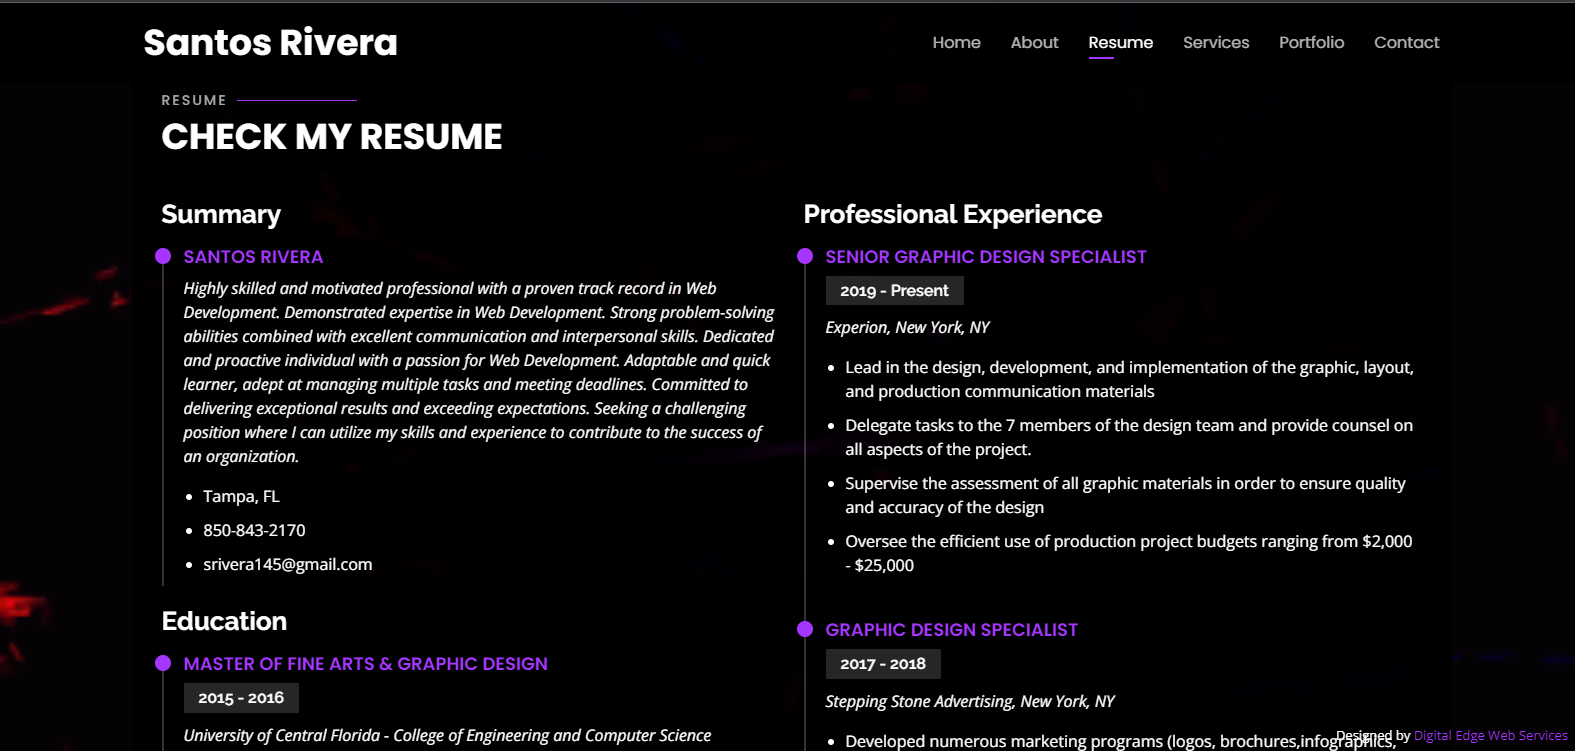 Santos Rivera
Home About Resume Services Portfolio Contact
RESUME
CHECK MY RESUME
Summary
SANTOS RIVERA
Highly skilled and motivated professional with a proven track record in Web
Development. Demonstrated expertise in Web Development. Strong problem-solving
abilities combined with excellent communication and interpersonal skills. Dedicated
and proactive individual with a passion for Web Development. Adaptable and quick
learner, adept at managing multiple tasks and meeting deadlines. Committed to
delivering exceptional results and exceeding expectations. Seeking a challenging
position where I can utilize my skills and experience to contribute to the success of
an organization.
Tampa, FL
850-843-2170
srivera145@gmail.com
Education
MASTER OF FINE ARTS & GRAPHIC DESIGN
2015 - 2016
University of Central Florida - College of Engineering and Computer Science
Professional Experience
SENIOR GRAPHIC DESIGN SPECIALIST
2019 - Present
Experion, New York, NY
Lead in the design, development, and implementation of the graphic, layout,
and production communication materials
Delegate tasks to the 7 members of the design team and provide counsel on
all aspects of the project.
Supervise the assessment of all graphic materials in order to ensure quality
and accuracy of the design
Oversee the efficient use of production project budgets ranging from $2,000
- $25,000
GRAPHIC DESIGN SPECIALIST
2017 - 2018
Stepping Stone Advertising, New York, NY
Developed numerous marketing programs (logos, brochures,infographics,
Designed by Digital Edge Web Services